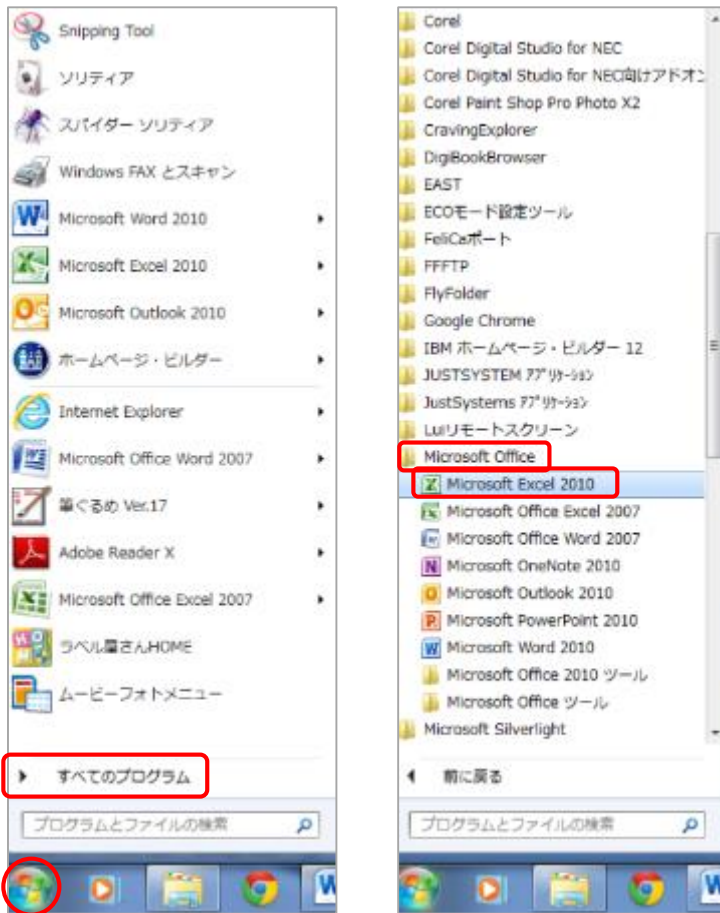 Snipping Tool
ソリティア
スパイダー ソリティア
Windows FAX とスキャン
Microsoft Word 2010
Microsoft Excel 2010
Microsoft Outlook 2010
ホームページ・ビルダー
Internet Explorer
Microsoft Office Word 2007
筆ぐるめ Ver.17
Adobe Reader X
Microsoft Office Excel 2007
ラベル屋さんHOME
ムービーフォトメニュー
すべてのプログラム
プログラムとファイルの検索
Corel
Corel Digital Studio for NEC
Corel Digital Studio for NEC向けアドオン
Corel Paint Shop Pro Photo X2
CravingExplorer
DigiBookBrowser
EAST
ECOモード設定ツール
FeliCaポート
FFFTP
FlyFolder
Google Chrome
IBM ホームページ・ビルダー 12
JUSTSYSTEM ｱﾌﾟﾘｹｰｼｮﾝ
JustSystems ｱﾌﾟﾘｹｰｼｮﾝ
Luiリモートスクリーン
Microsoft Office
Microsoft Excel 2010
Microsoft Office Excel 2007
Microsoft Office Word 2007
Microsoft OneNote 2010
Microsoft Outlook 2010
Microsoft PowerPoint 2010
Microsoft Word 2010
Microsoft Office 2010 ツール
Microsoft Office ツール
Microsoft Silverlight
前に戻る
プログラムとファイルの検索